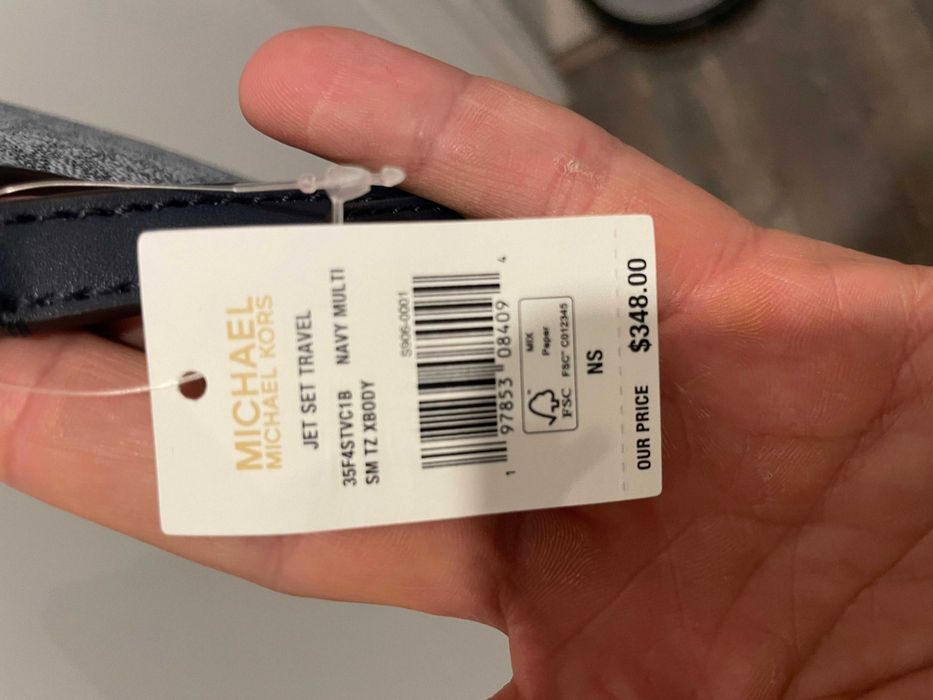 MICHAEL
MICHAEL KORS
JET SET TRAVEL
35F4STVC1B NAVY MULTI
SM TZ XBODY
S906-0001
1 97853 08409 4
FSC
MIX
Paper
FSC™ C012345
NS
OUR PRICE $348.00